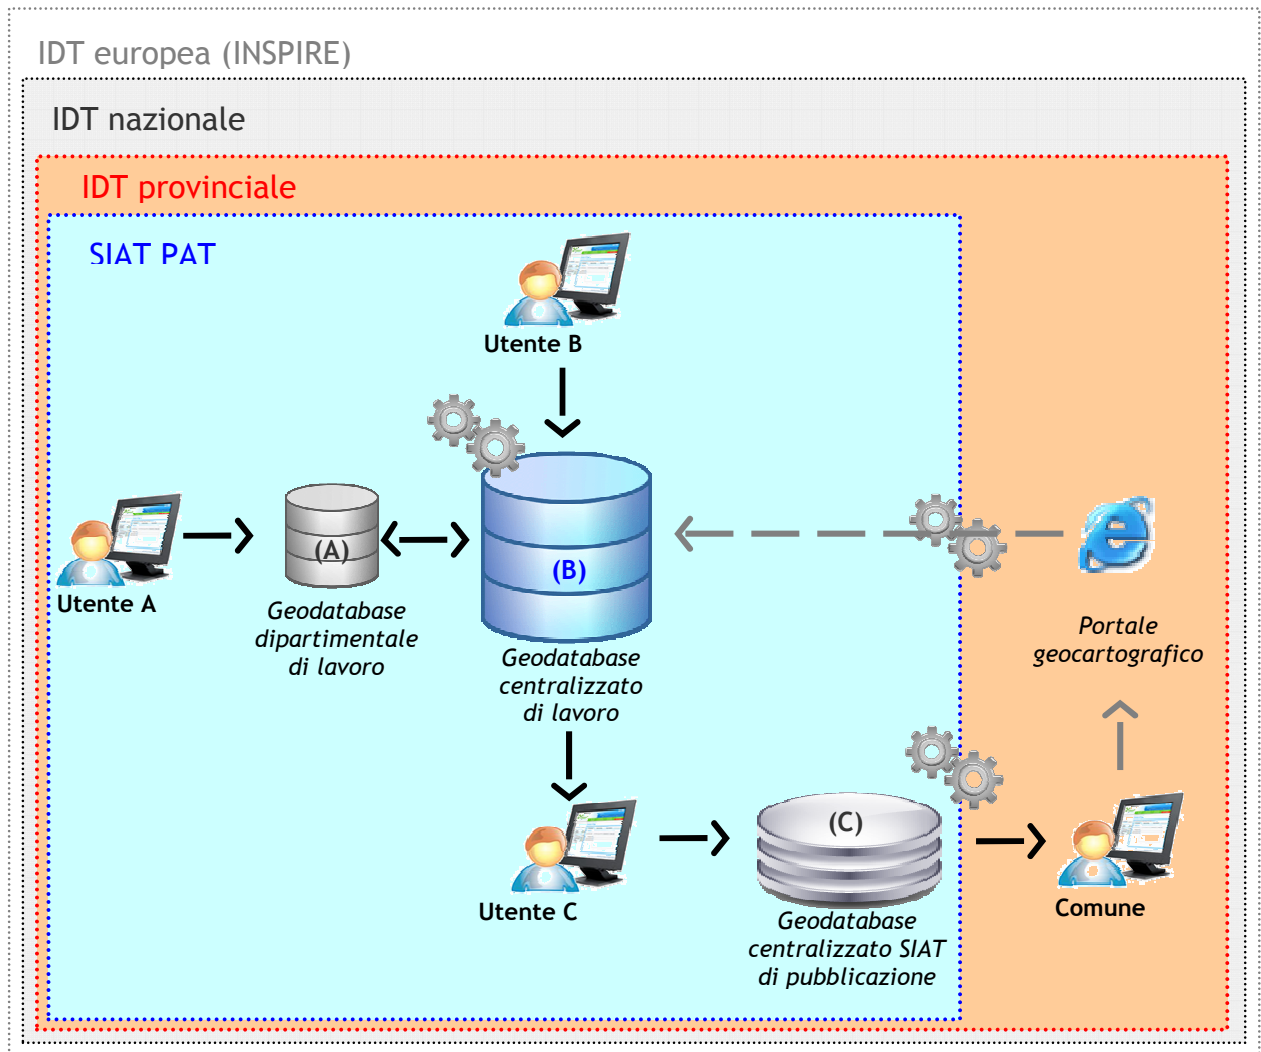 IDT europea (INSPIRE)
IDT nazionale
IDT provinciale
SIAT PAT
Utente B
(A)
(B)
Utente A
Geodatabase
dipartimentale
di lavoro
Geodatabase
centralizzato
di lavoro
Portale
geocartografico
(C)
Utente C
Comune
Geodatabase
centralizzato SIAT
di pubblicazione